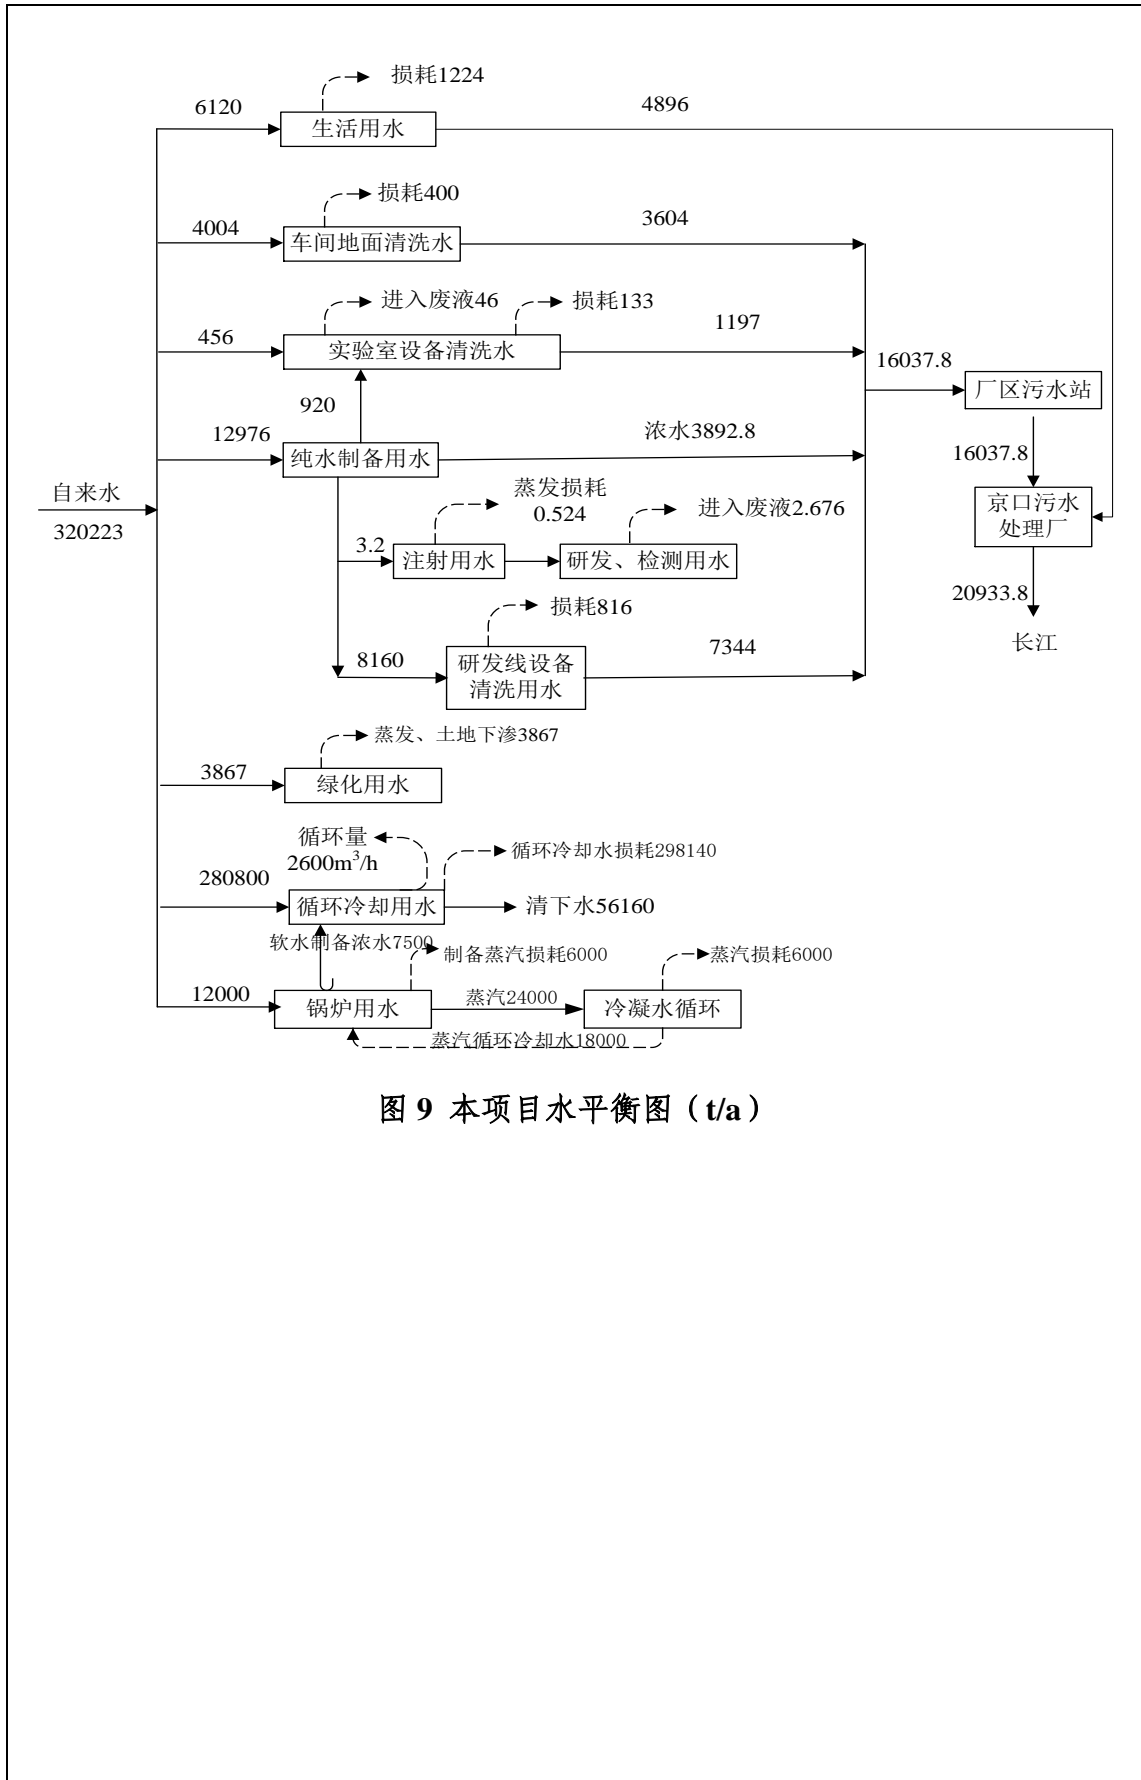 损耗1224
6120
4896
生活用水
损耗400
4004
3604
车间地面清洗水
进入废液46
损耗133
456
1197
实验室设备清洗水
16037.8
厂区污水站
920
12976
浓水3892.8
纯水制备用水
16037.8
自来水
320223
蒸发损耗
0.524
进入废液2.676
京口污水
处理厂
3.2
注射用水
研发、检测用水
20933.8
损耗816
长江
8160
研发线设备
清洗用水
7344
蒸发、土地下渗3867
3867
绿化用水
循环量
2600m³/h
循环冷却水损耗298140
280800
循环冷却用水
清下水56160
软水制备浓水7500
制备蒸汽损耗6000
蒸汽损耗6000
12000
锅炉用水
蒸汽24000
冷凝水循环
蒸汽循环冷却水18000
图 9 本项目水平衡图（t/a）